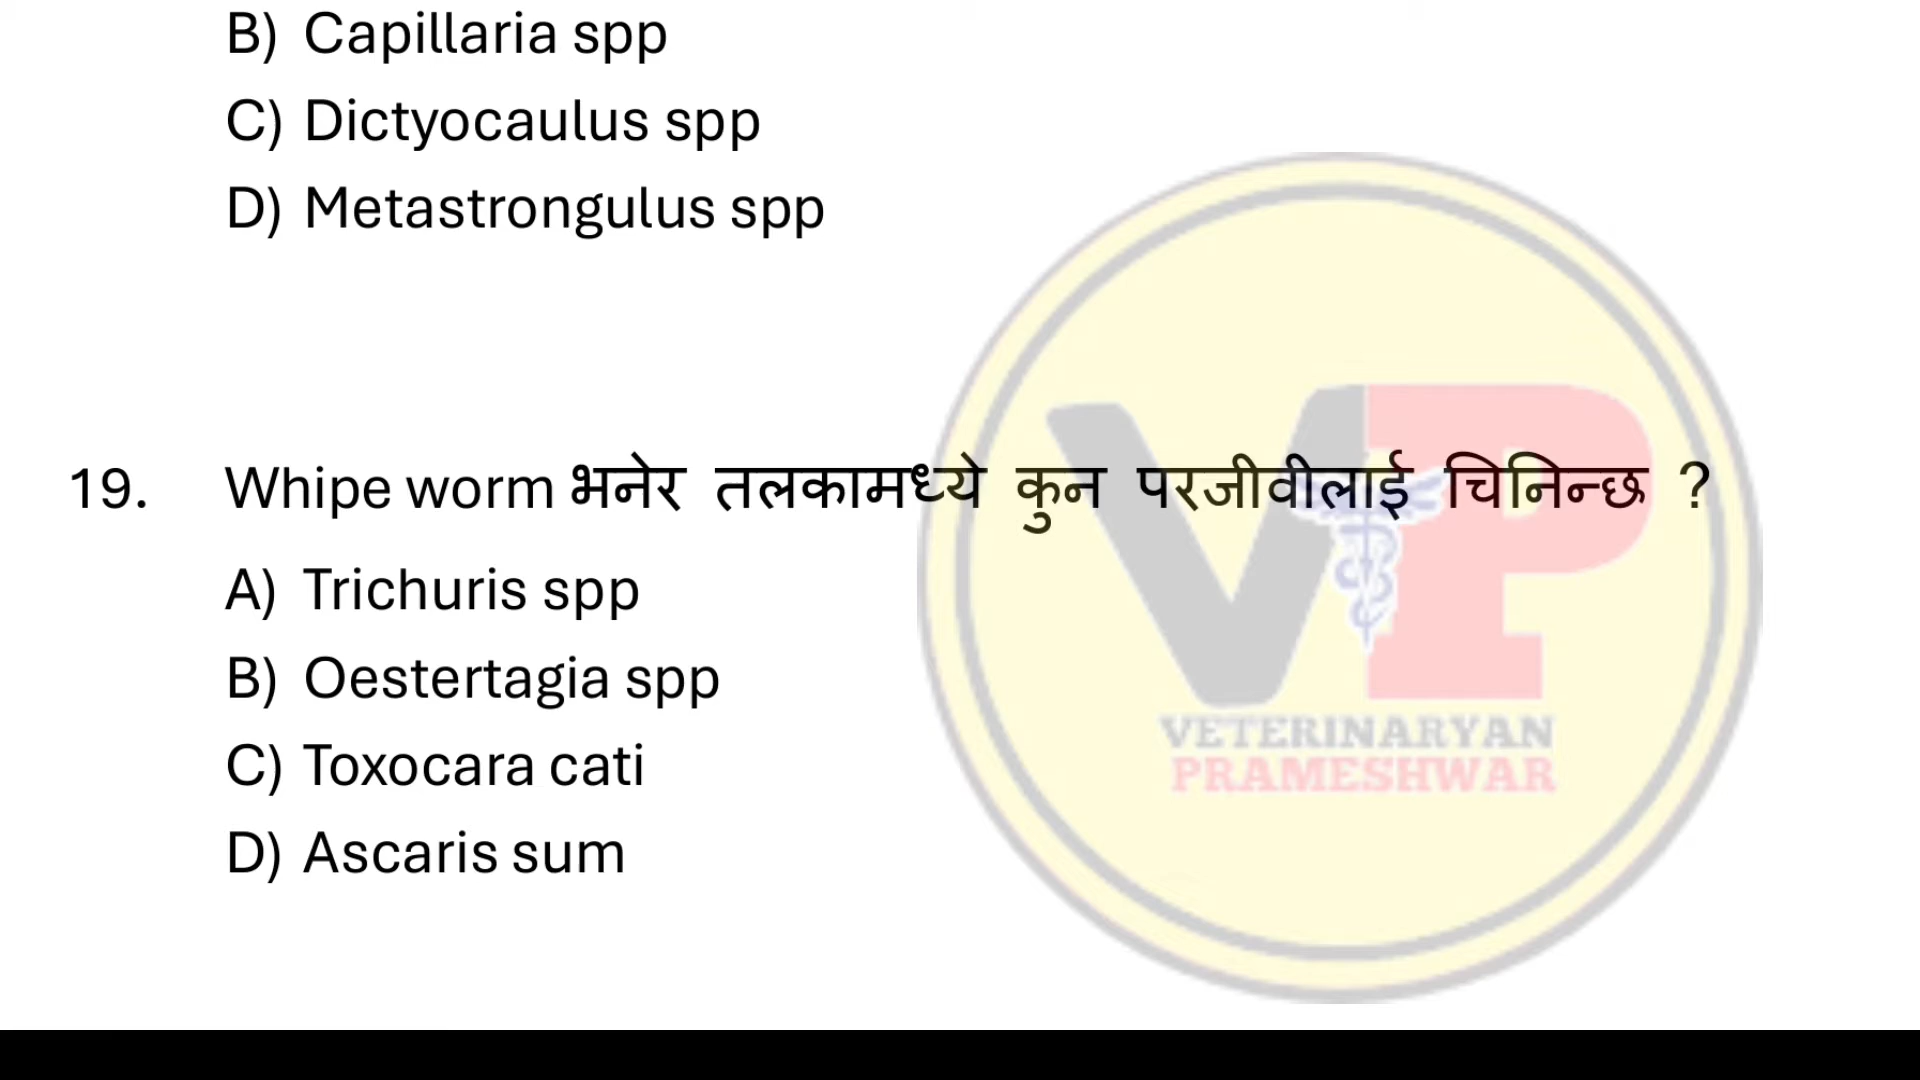 B) Capillaria spp
C) Dictyocaulus spp
D) Metastrongulus spp
19. Whipe worm भनेर तलकामध्ये कुन परजीवीलाई चिनिन्छ ?
A) Trichuris spp
B) Oestertagia spp
C) Toxocara cati
D) Ascaris sum
VP
VETERINARYAN
PRAMESHWAR